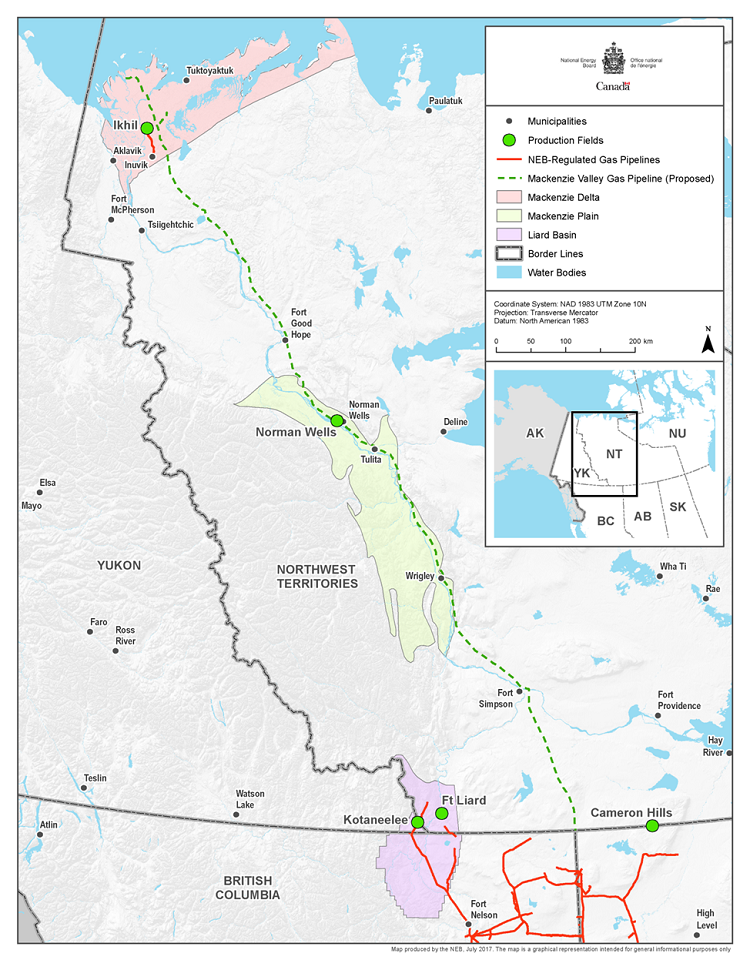 National Energy
Board
Office national
de l'énergie
Canada
Municipalities
Production Fields
NEB-Regulated Gas Pipelines
Mackenzie Valley Gas Pipeline (Proposed)
Mackenzie Delta
Mackenzie Plain
Liard Basin
Border Lines
Water Bodies
Coordinate System: NAD 1983 UTM Zone 10N
Projection: Transverse Mercator
Datum: North American 1983
N
0 50 100 200 km
AK
NU
NT
YK
BC
AB
SK
Tuktoyaktuk
Paulatuk
Ikhil
Aklavik
Inuvik
Fort
McPherson
Tsiigehtchic
Fort
Good
Hope
Norman
Wells
Norman Wells
Deline
Tulita
Elsa
Mayo
YUKON
NORTHWEST
TERRITORIES
Wrigley
Wha Ti
Rae
Faro
Ross
River
Fort
Simpson
Fort
Providence
Hay
River
Teslin
Watson
Lake
Ft Liard
Kotaneelee
Cameron Hills
Atlin
BRITISH
COLUMBIA
Fort
Nelson
High
Level
Map produced by the NEB, July 2017. The map is a graphical representation intended for general informational purposes only.